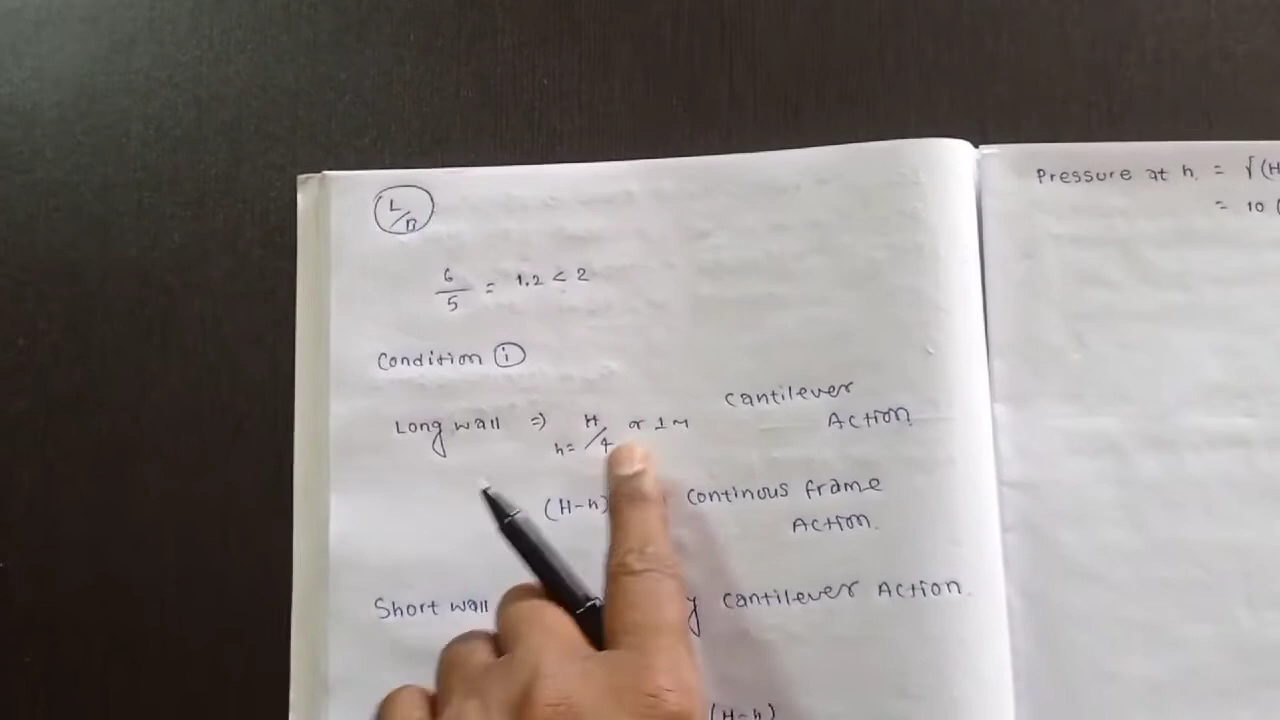 L/B
6/5 = 1.2 < 2
Condition (i)
Long wall => h = H/4 or 1m Cantilever
Action.
(H-h) Continous frame
Action.
Short wall y Cantilever Action.
(H-h)
Pressure at h. = γ(H
= 10 (